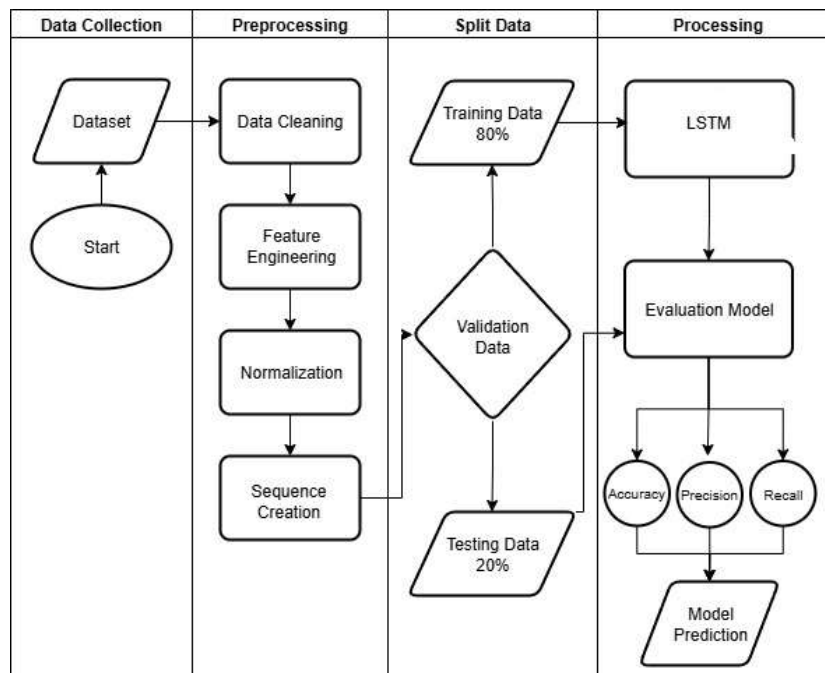 Data Collection
Preprocessing
Split Data
Processing
Dataset
Start
Data Cleaning
Feature
Engineering
Normalization
Sequence
Creation
Training Data
80%
Validation
Data
Testing Data
20%
LSTM
Evaluation Model
Accuracy
Precision
Recall
Model
Prediction